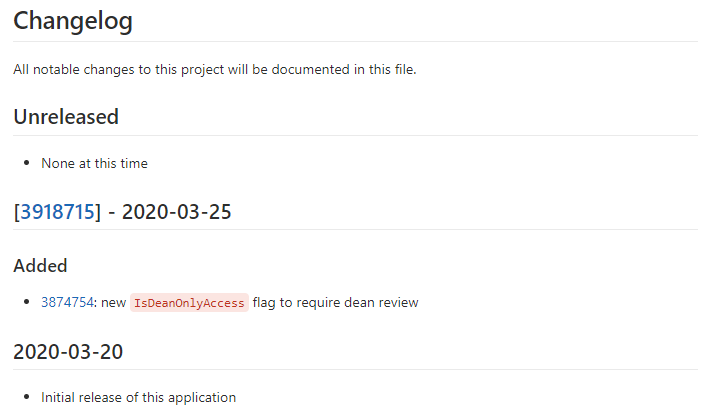 Changelog
All notable changes to this project will be documented in this file.
Unreleased
• None at this time
[3918715] - 2020-03-25
Added
• 3874754: new IsDeanOnlyAccess flag to require dean review
2020-03-20
• Initial release of this application